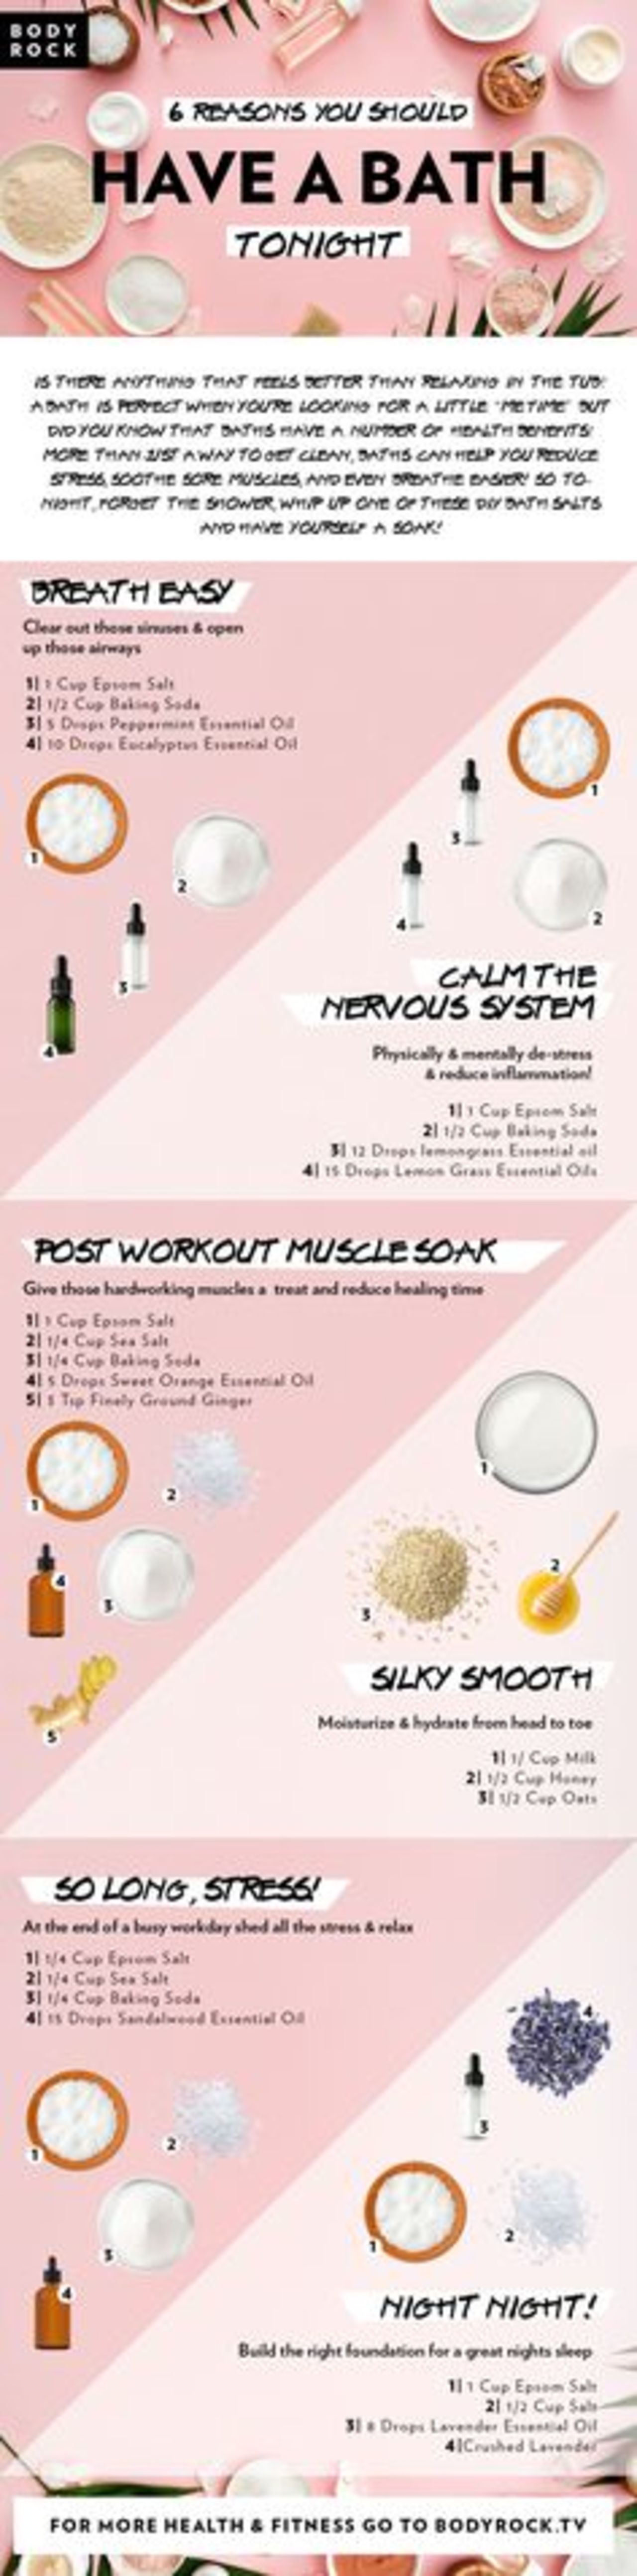 BODY
ROCK
6 REASONS YOU SHOULD
HAVE A BATH
TONIGHT
IS THERE ANYTHING THAT FEELS BETTER THAN RELAXING IN THE TUB?
A BATH IS PERFECT WHEN YOU'RE LOOKING FOR A LITTLE "ME TIME" BUT
DID YOU KNOW THAT BATHS HAVE A NUMBER OF HEALTH BENEFITS!
MORE THAN JUST A WAY TO GET CLEAN, BATHS CAN HELP YOU REDUCE
STRESS, SOOTHE SORE MUSCLES, AND EVEN BREATHE EASIER! SO TO-
NIGHT, FORGET THE SHOWER, WHIP UP ONE OF THESE DIY BATH SALTS
AND HAVE YOURSELF A SOAK!
BREATH EASY
Clear out those sinuses & open
up those airways
1| 1 Cup Epsom Salt
2| 1/2 Cup Baking Soda
3| 5 Drops Peppermint Essential Oil
4| 10 Drops Eucalyptus Essential Oil
1
2
3
4
1
3
4
2
CALM THE
NERVOUS SYSTEM
Physically & mentally de-stress
& reduce inflammation!
1| 1 Cup Epsom Salt
2| 1/2 Cup Baking Soda
3| 12 Drops lemongrass Essential oil
4| 15 Drops Lemon Grass Essential Oils
POST WORKOUT MUSCLE SOAK
Give those hardworking muscles a treat and reduce healing time
1| 1 Cup Epsom Salt
2| 1/4 Cup Sea Salt
3| 1/4 Cup Baking Soda
4| 5 Drops Sweet Orange Essential Oil
5| Finely Ground Ginger
1
2
4
3
5
1
2
3
SILKY SMOOTH
Moisturize & hydrate from head to toe
1| 1/ Cup Milk
2| 1/2 Cup Honey
3| 1/2 Cup Oats
SO LONG, STRESS!
At the end of a busy workday shed all the stress & relax
1| 1/4 Cup Epsom Salt
2| 1/4 Cup Sea Salt
3| 1/4 Cup Baking Soda
4| 15 Drops Sandalwood Essential Oil
1
2
3
4
4
3
1
2
NIGHT NIGHT!
Build the right foundation for a great nights sleep
1| 1 Cup Epsom Salt
2| 1/2 Cup Salt
3| 8 Drops Lavender Essential Oil
4|Crushed Lavender
FOR MORE HEALTH & FITNESS GO TO BODYROCK.TV